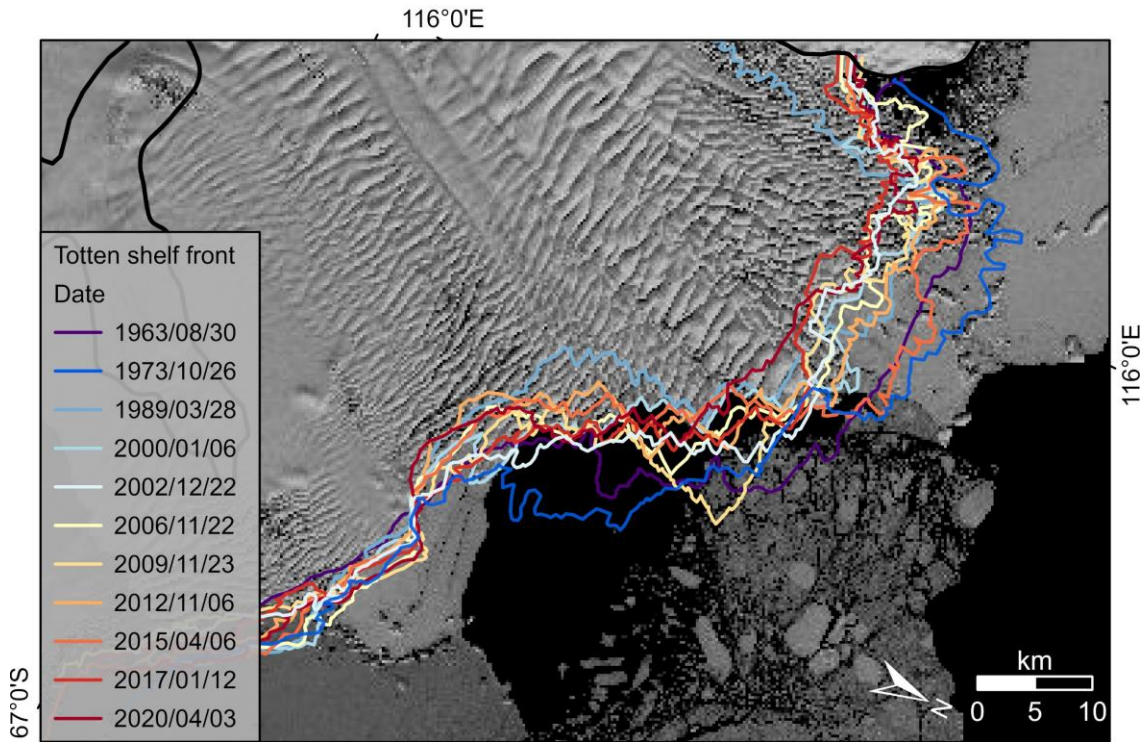 116°0'E
Totten shelf front
Date
1963/08/30
1973/10/26
1989/03/28
2000/01/06
2002/12/22
2006/11/22
2009/11/23
2012/11/06
2015/04/06
2017/01/12
2020/04/03
116°0'E
67°0'S
N
km
0 5 10